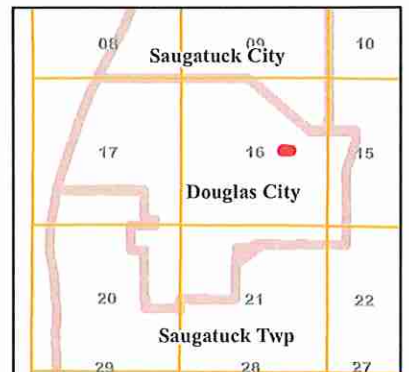 08 09 10
Saugatuck City
17 16 15
Douglas City
20 21 22
Saugatuck Twp
29 28 27